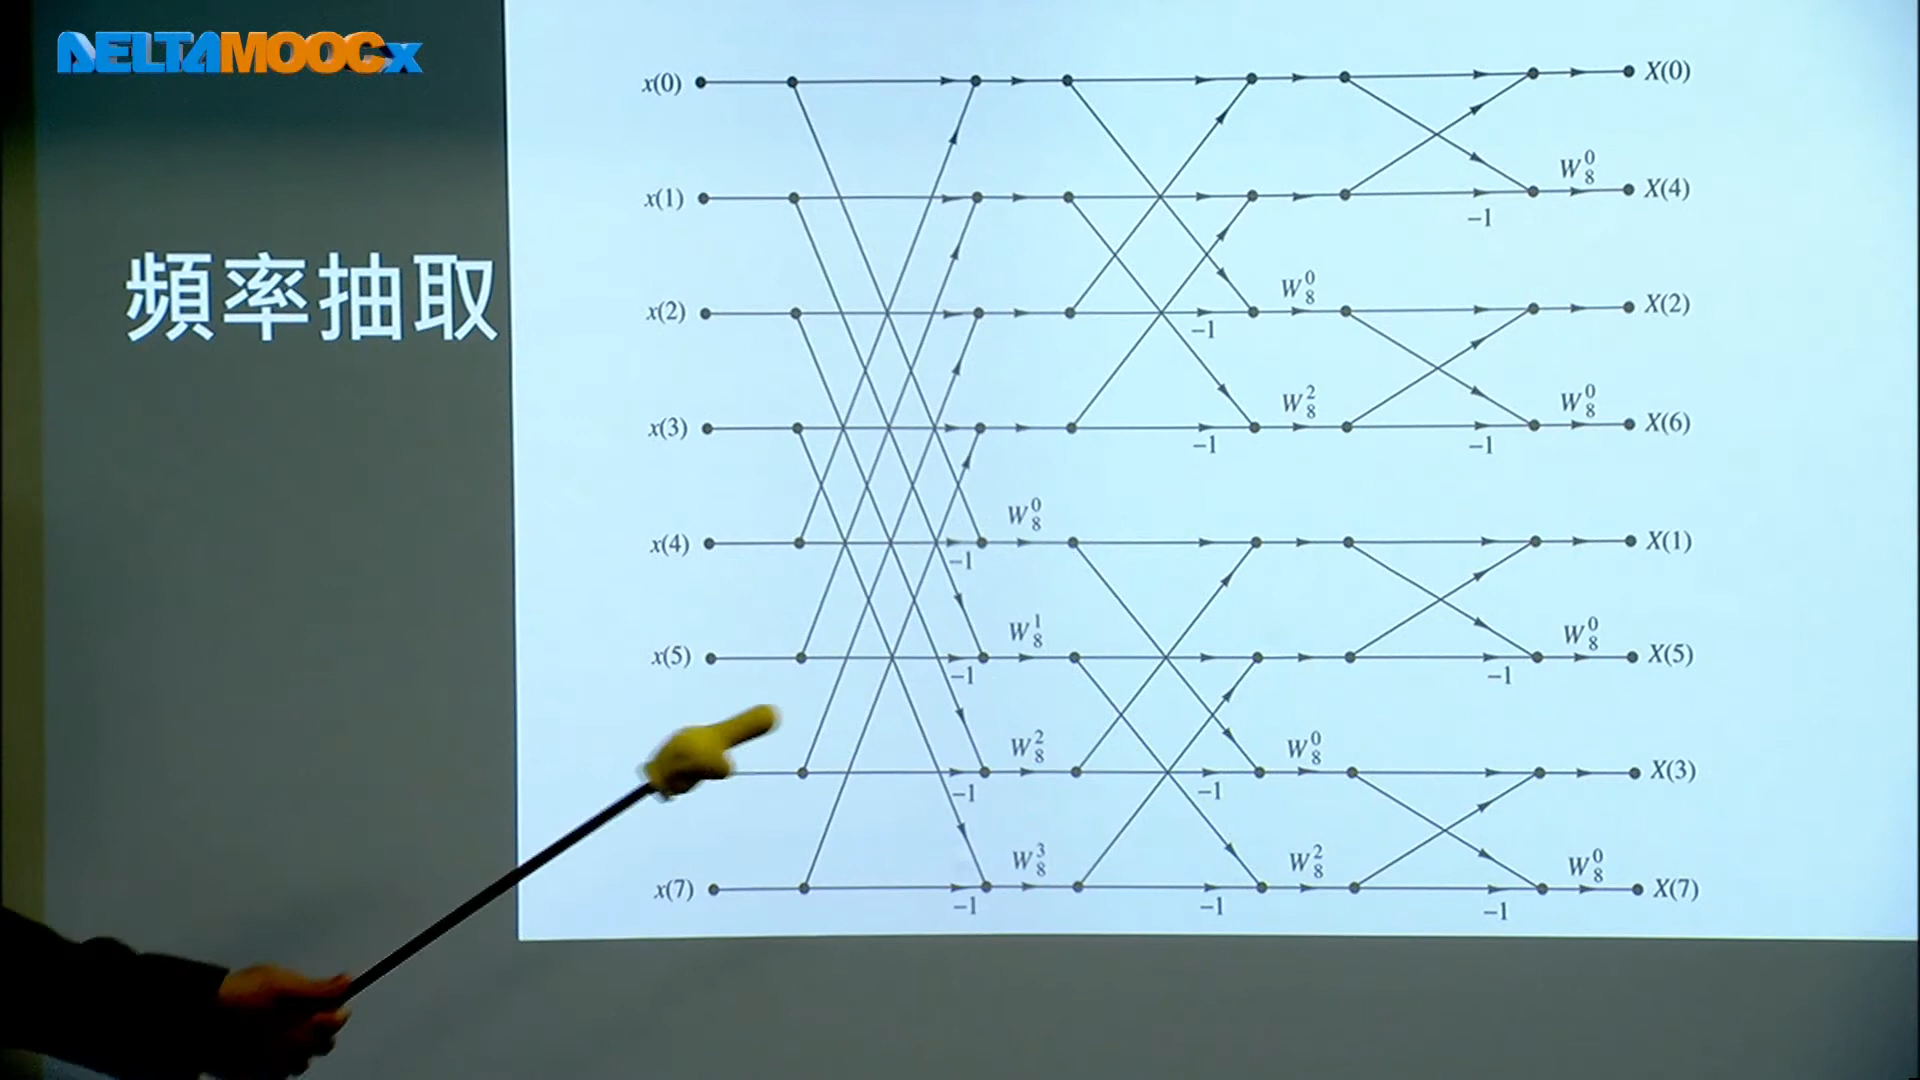 DELTAMOOCx
頻率抽取
x(0) X(0)
W₈⁰
x(1) X(4)
−1
W₈⁰
x(2) X(2)
−1
W₈² W₈⁰
x(3) X(6)
−1 −1
W₈⁰
x(4) X(1)
−1
W₈¹ W₈⁰
x(5) X(5)
−1 −1
W₈² W₈⁰
X(3)
−1 −1
W₈³ W₈² W₈⁰
x(7) X(7)
−1 −1 −1